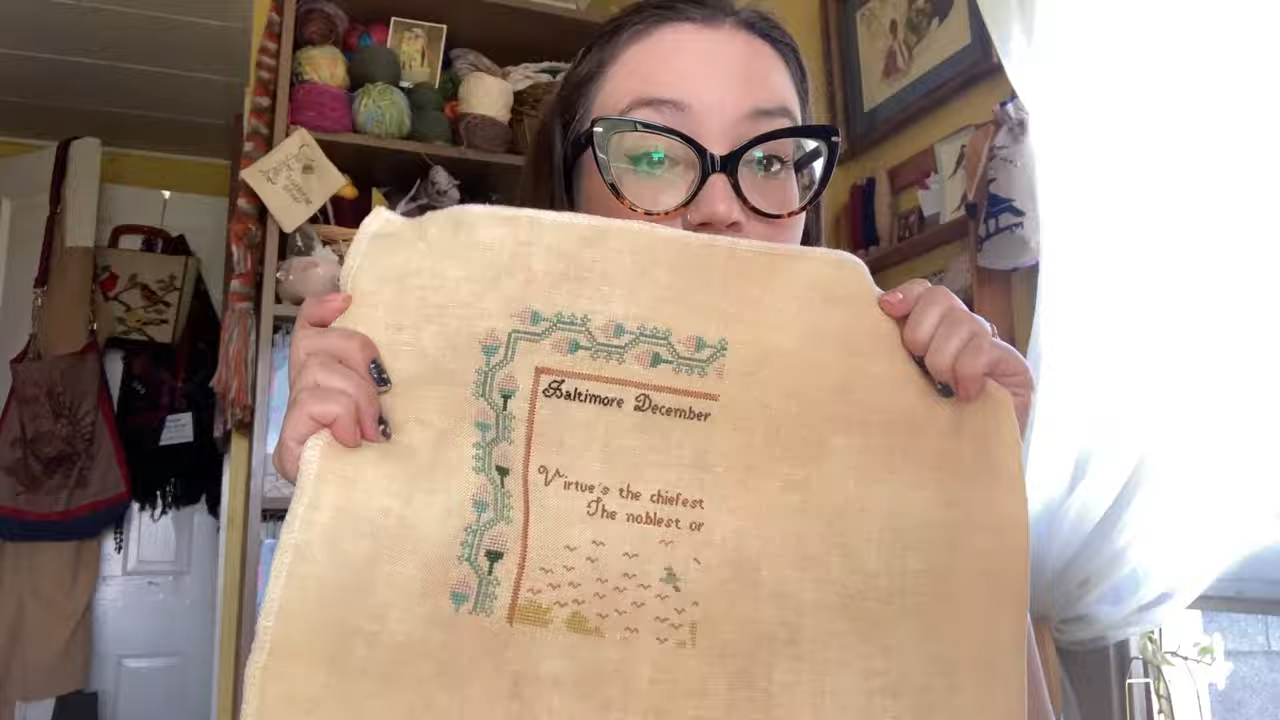 Baltimore December
Virtue's the chiefest
The noblest or